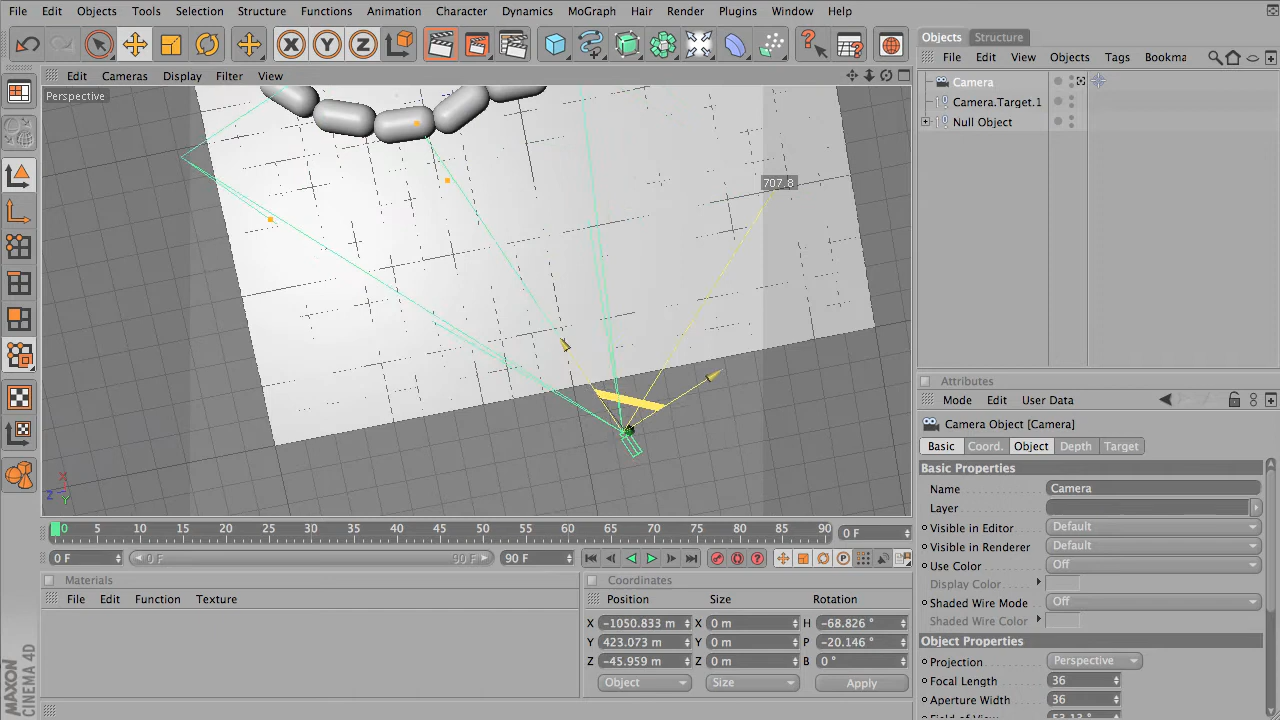 File Edit Objects Tools Selection Structure Functions Animation Character Dynamics MoGraph Hair Render Plugins Window Help
X Y Z
Edit Cameras Display Filter View
Perspective
707.8
X
Z
Y
Objects Structure
File Edit View Objects Tags Bookma
Camera
Camera.Target.1
Null Object
Attributes
Mode Edit User Data
Camera Object [Camera]
Basic Coord. Object Depth Target
Basic Properties
Name Camera
Layer
Visible in Editor Default
Visible in Renderer Default
Use Color Off
Display Color
Shaded Wire Mode Off
Shaded Wire Color
Object Properties
Projection Perspective
Focal Length 36
Aperture Width 36
Field of View 53.13 °
0 5 10 15 20 25 30 35 40 45 50 55 60 65 70 75 80 85 90 0 F
0 F 0 F 90 F 90 F
Materials
File Edit Function Texture
Coordinates
Position Size Rotation
X -1050.833 m X 0 m H -68.826 °
Y 423.073 m Y 0 m P -20.146 °
Z -45.959 m Z 0 m B 0 °
Object Size Apply
MAXON
CINEMA 4D